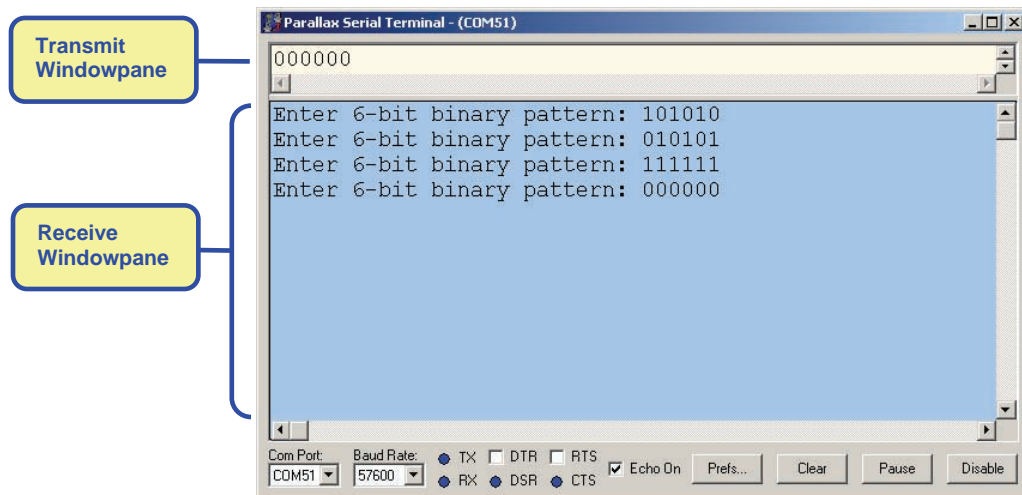 Parallax Serial Terminal - (COM51)
Transmit
Windowpane
000000
Enter 6-bit binary pattern: 101010
Enter 6-bit binary pattern: 010101
Enter 6-bit binary pattern: 111111
Enter 6-bit binary pattern: 000000
Receive
Windowpane
Com Port:
Baud Rate:
TX
DTR
RTS
COM51
57600
RX
DSR
CTS
Echo On
Prefs...
Clear
Pause
Disable